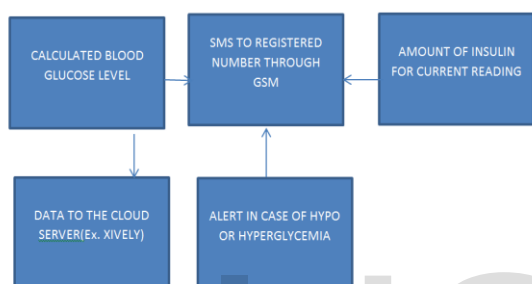 CALCULATED BLOOD
GLUCOSE LEVEL
SMS TO REGISTERED
NUMBER THROUGH
GSM
AMOUNT OF INSULIN
FOR CURRENT READING
DATA TO THE CLOUD
SERVER(Ex. XIVELY)
ALERT IN CASE OF HYPO
OR HYPERGLYCEMIA